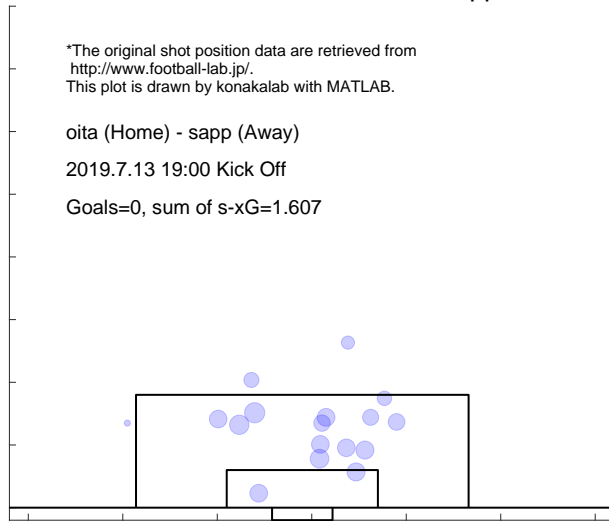 *The original shot position data are retrieved from
http://www.football-lab.jp/.
This plot is drawn by konakalab with MATLAB.
oita (Home) - sapp (Away)
2019.7.13 19:00 Kick Off
Goals=0, sum of s-xG=1.607